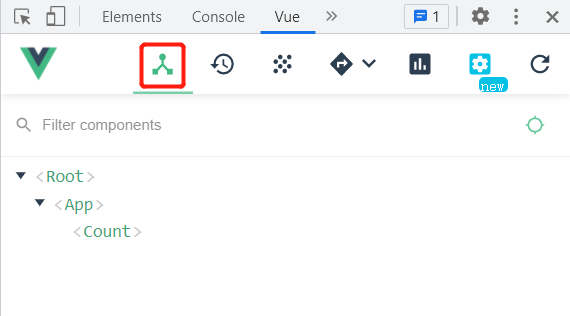 Elements Console Vue 1
new
Filter components
<Root>
<App>
<Count>